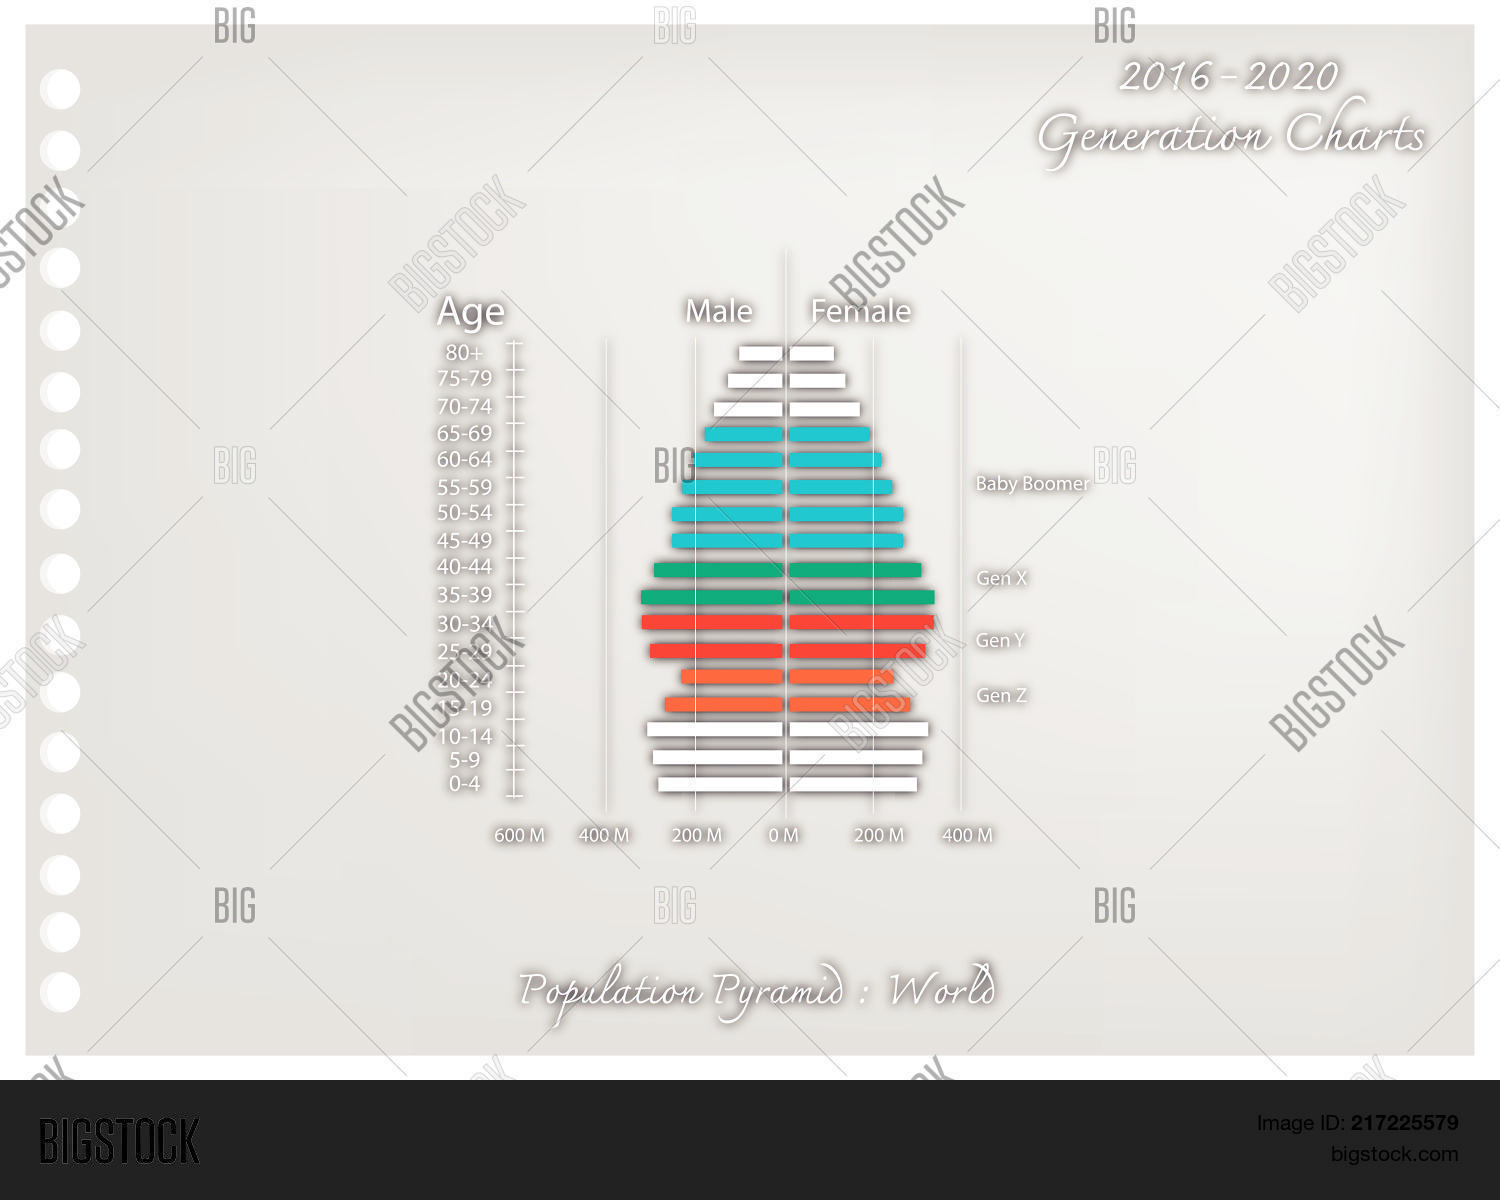 2016 - 2020
Generation Charts
Age
Male
Female
80+
75-79
70-74
65-69
60-64
55-59
50-54
45-49
40-44
35-39
30-34
25-29
20-24
15-19
10-14
5-9
0-4
Baby Boomer
Gen X
Gen Y
Gen Z
600 M 400 M 200 M 0 M 200 M 400 M
Population Pyramid : World
BIG
BIG
BIG
BIGSTOCK
BIGSTOCK
BIGSTOCK
BIGSTOCK
BIG
BIG
BIG
BIGSTOCK
BIGSTOCK
BIGSTOCK
BIGSTOCK
BIG
BIG
BIG
BIGSTOCK
Image ID: 217225579
bigstock.com